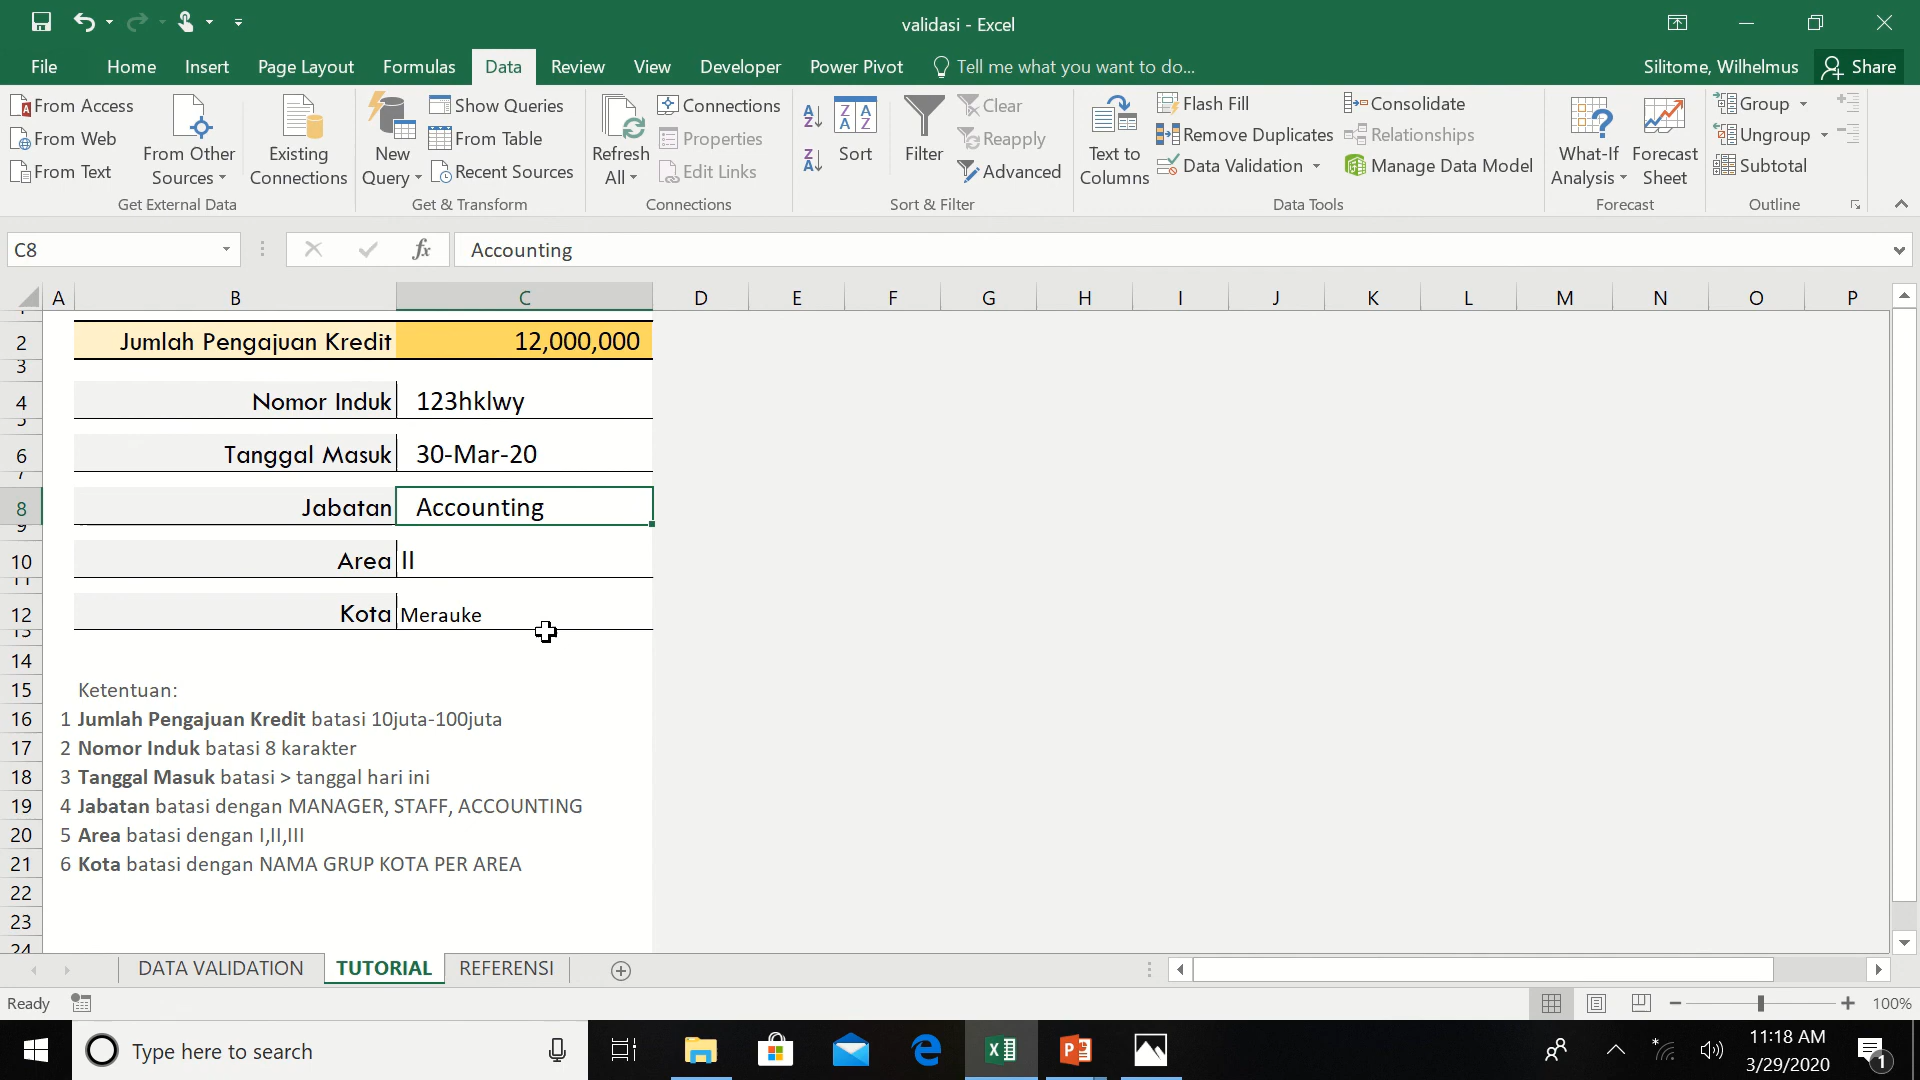 validasi - Excel
File Home Insert Page Layout Formulas Data Review View Developer Power Pivot Tell me what you want to do... Silitome, Wilhelmus Share
From Access
From Web
From Text
From Other Sources
Existing Connections
Get External Data
New Query
Show Queries
From Table
Recent Sources
Get & Transform
Refresh All
Connections
Properties
Edit Links
Connections
Sort
Filter
Clear
Reapply
Advanced
Sort & Filter
Text to Columns
Flash Fill
Remove Duplicates
Data Validation
Consolidate
Relationships
Manage Data Model
Data Tools
What-If Analysis
Forecast Sheet
Forecast
Group
Ungroup
Subtotal
Outline
C8 fx Accounting
A B C D E F G H I J K L M N O P
2 Jumlah Pengajuan Kredit 12,000,000
3
4 Nomor Induk 123hklwy
5
6 Tanggal Masuk 30-Mar-20
7
8 Jabatan Accounting
9
10 Area II
11
12 Kota Merauke
13
14
15 Ketentuan:
16 1 Jumlah Pengajuan Kredit batasi 10juta-100juta
17 2 Nomor Induk batasi 8 karakter
18 3 Tanggal Masuk batasi > tanggal hari ini
19 4 Jabatan batasi dengan MANAGER, STAFF, ACCOUNTING
20 5 Area batasi dengan I,II,III
21 6 Kota batasi dengan NAMA GRUP KOTA PER AREA
22
23
24
DATA VALIDATION TUTORIAL REFERENSI
Ready 100%
Type here to search
11:18 AM
3/29/2020
1